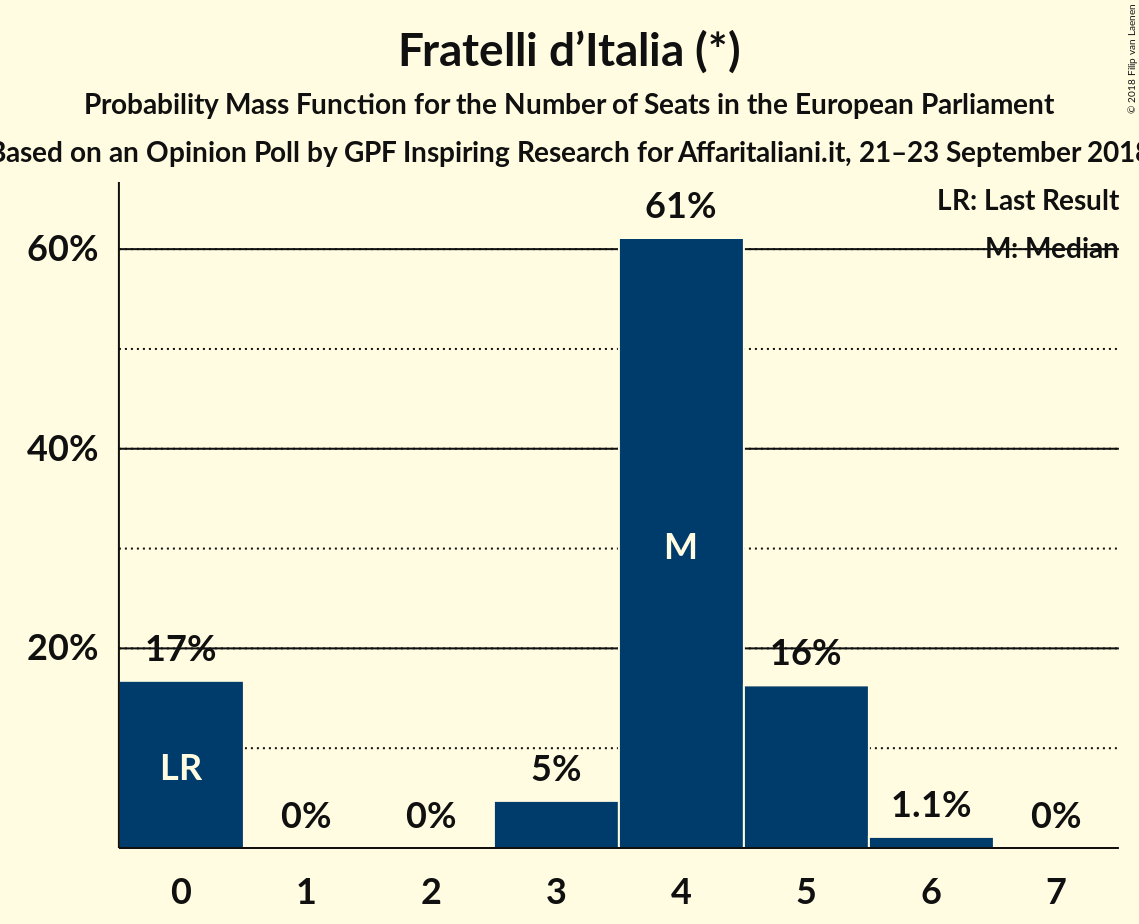 Fratelli d’Italia (*)
Probability Mass Function for the Number of Seats in the European Parliament
Based on an Opinion Poll by GPF Inspiring Research for Affaritaliani.it, 21–23 September 2018
© 2018 Filip van Laenen
LR: Last Result
M: Median
60%
40%
20%
17%
0%
0%
5%
61%
16%
1.1%
0%
LR
M
0 1 2 3 4 5 6 7